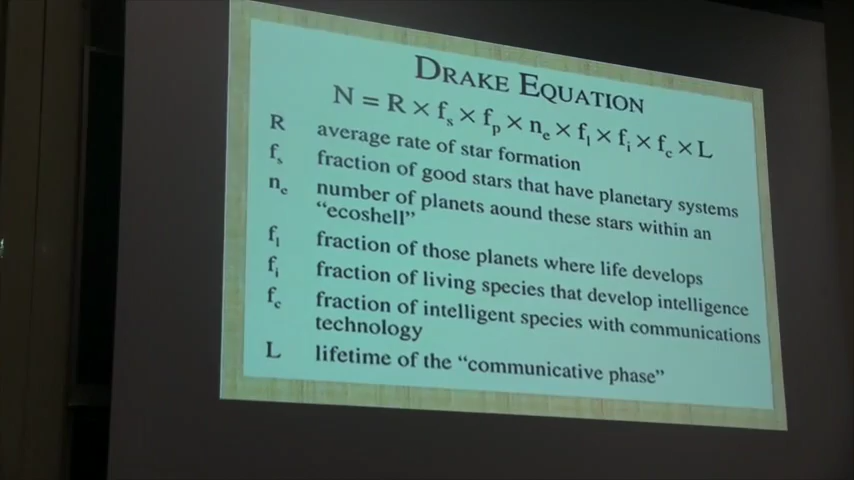 DRAKE EQUATION
N = R × fs × fp × ne × fl × fi × fc × L
R average rate of star formation
fs fraction of good stars that have planetary systems
ne number of planets aound these stars within an
“ecoshell”
fl fraction of those planets where life develops
fi fraction of living species that develop intelligence
fc fraction of intelligent species with communications
technology
L lifetime of the “communicative phase”